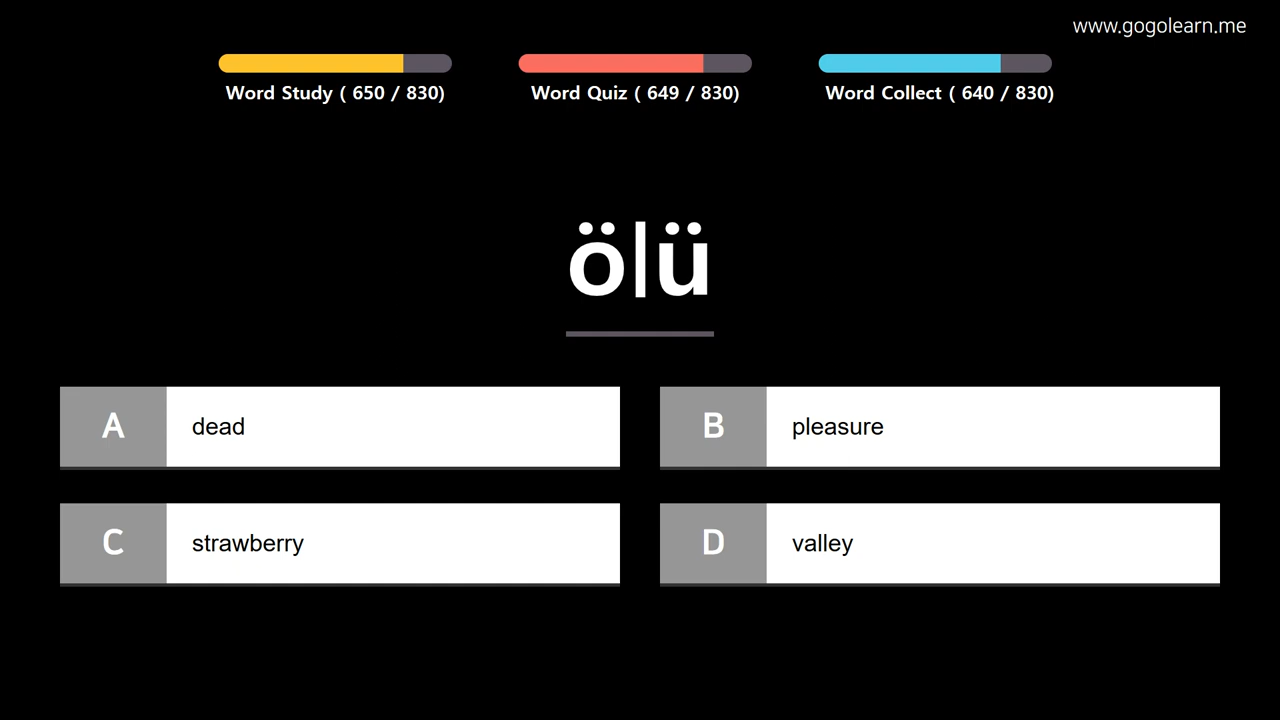 www.gogolearn.me
Word Study ( 650 / 830)
Word Quiz ( 649 / 830)
Word Collect ( 640 / 830)
ölü
A dead
B pleasure
C strawberry
D valley